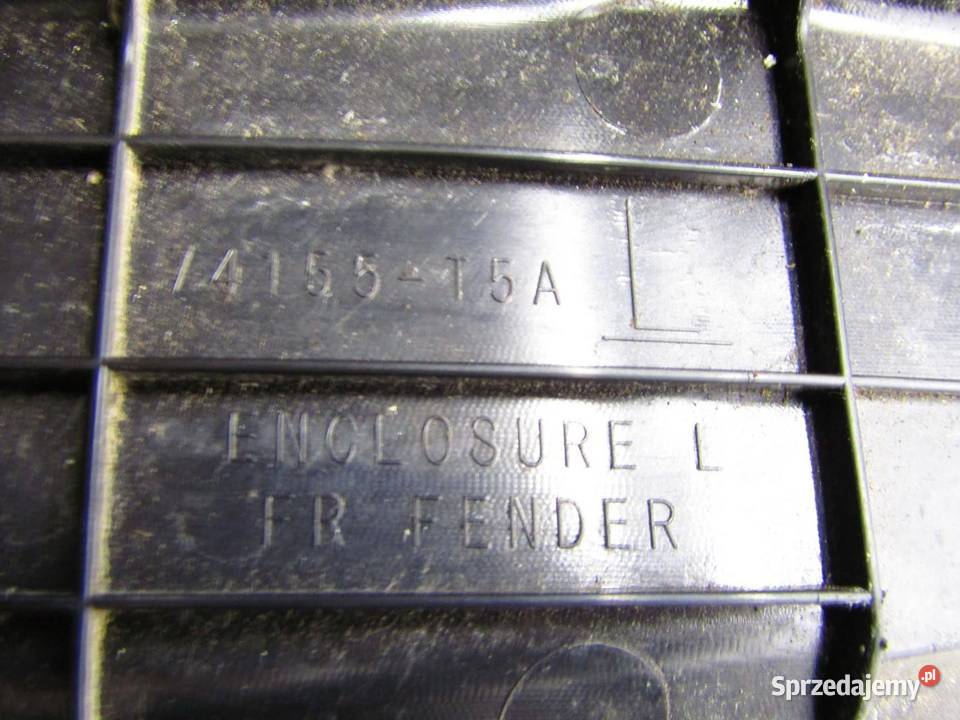 74155-T5A L
ENCLOSURE L
FR FENDER
Sprzedajemy.pl